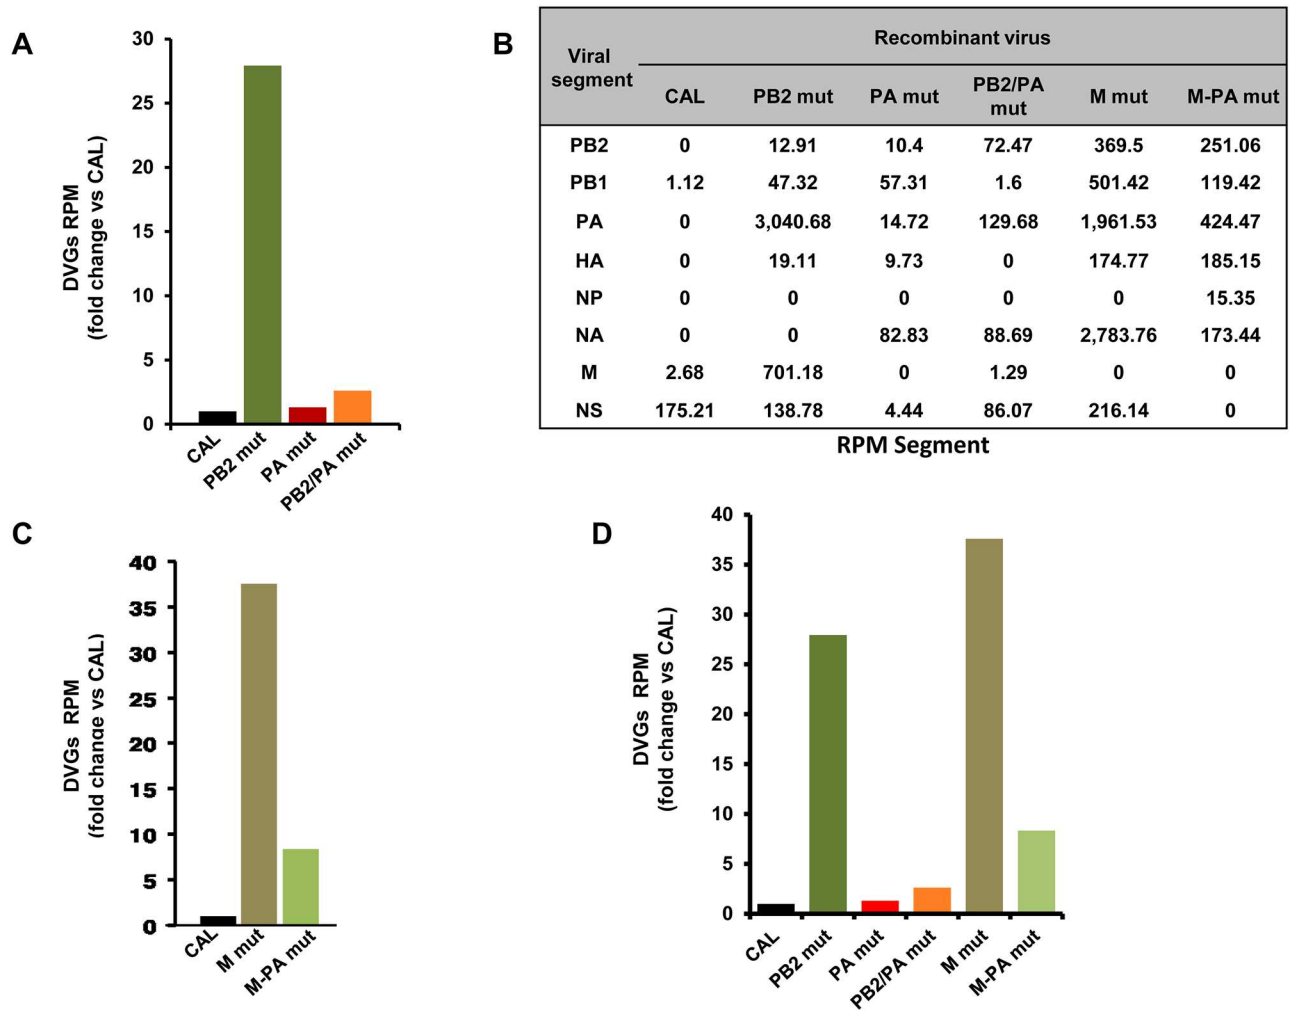 A
30
25
20
15
10
5
0
DVGs RPM
(fold change vs CAL)
CAL
PB2 mut
PA mut
PB2/PA mut
B
Viral segment
Recombinant virus
CAL PB2 mut PA mut PB2/PA mut M mut M-PA mut
PB2 0 12.91 10.4 72.47 369.5 251.06
PB1 1.12 47.32 57.31 1.6 501.42 119.42
PA 0 3,040.68 14.72 129.68 1,961.53 424.47
HA 0 19.11 9.73 0 174.77 185.15
NP 0 0 0 0 0 15.35
NA 0 0 82.83 88.69 2,783.76 173.44
M 2.68 701.18 0 1.29 0 0
NS 175.21 138.78 4.44 86.07 216.14 0
RPM Segment
C
40
35
30
25
20
15
10
5
0
DVGs RPM
(fold change vs CAL)
CAL
M mut
M-PA mut
D
40
35
30
25
20
15
10
5
0
DVGs RPM
(fold change vs CAL)
CAL
PB2 mut
PA mut
PB2/PA mut
M mut
M-PA mut